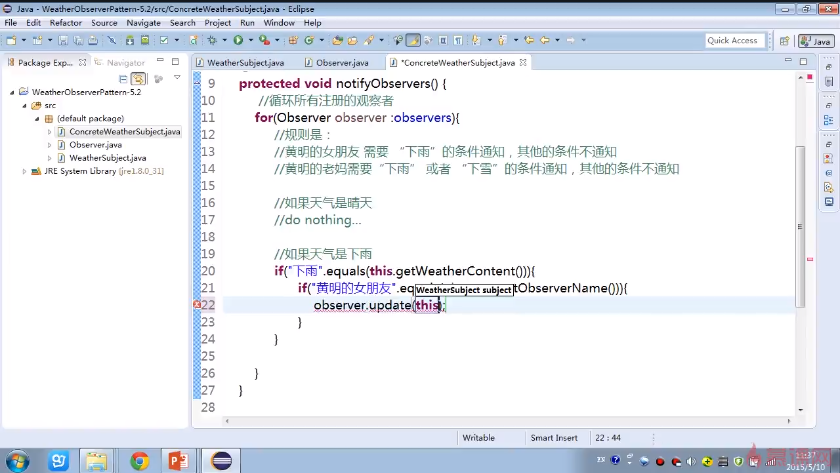 Java - WeatherObserverPattern-5.2/src/ConcreteWeatherSubject.java - Eclipse
File Edit Refactor Source Navigate Search Project Run Window Help
Quick Access
Java
Package Exp...
Navigator
WeatherSubject.java
Observer.java
*ConcreteWeatherSubject.java
WeatherObserverPattern-5.2
src
(default package)
ConcreteWeatherSubject.java
Observer.java
WeatherSubject.java
JRE System Library [jre1.8.0_31]
9 protected void notifyObservers() {
10 //循环所有注册的观察者
11 for(Observer observer :observers){
12 //规则是：
13 //黄明的女朋友 需要 “下雨”的条件通知，其他的条件不通知
14 //黄明的老妈需要“下雨” 或者 “下雪”的条件通知，其他的条件不通知
15
16 //如果天气是晴天
17 //do nothing...
18
19 //如果天气是下雨
20 if("下雨".equals(this.getWeatherContent())){
21 if("黄明的女朋友".equ
WeatherSubject subject
tObserverName())){
22 observer.update(this);
23 }
24 }
25
26 }
27 }
28
Writable
Smart Insert
22 : 44
21:37
2015/5/10